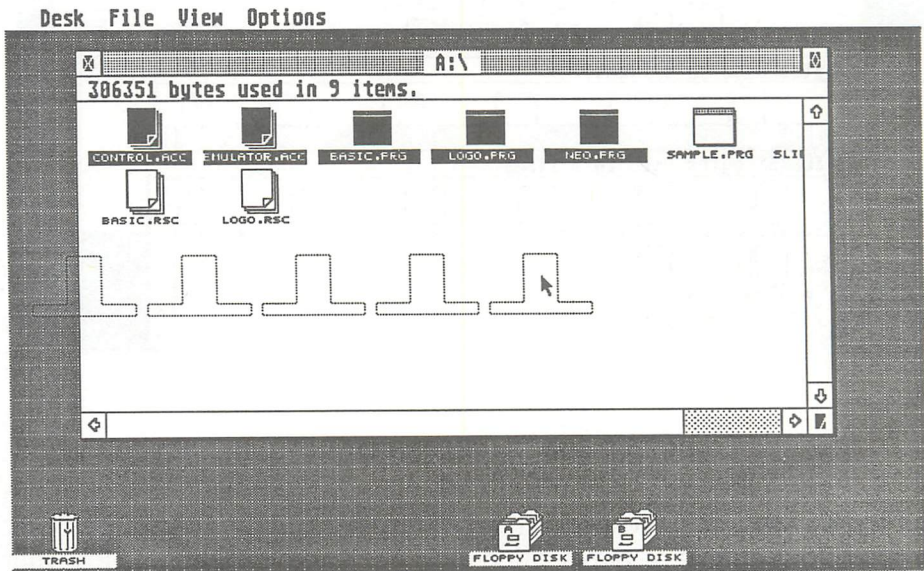 Desk File View Options
A:\
306351 bytes used in 9 items.
CONTROL.ACC EMULATOR.ACC BASIC.PRG LOGO.PRG NEO.PRG SAMPLE.PRG SLI
BASIC.RSC LOGO.RSC
A B
TRASH FLOPPY DISK FLOPPY DISK